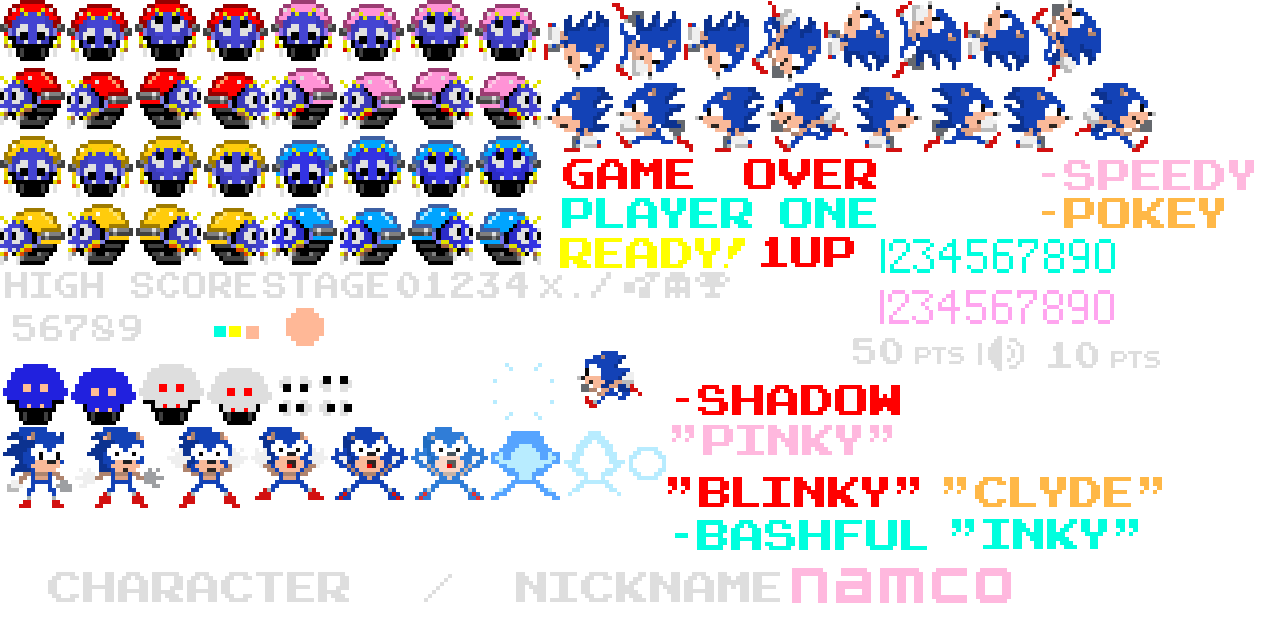 GAME OVER -SPEEDY
PLAYER ONE -POKEY
READY! 1UP 1234567890
HIGH SCORE STAGE 01234 X . /
1234567890
56789
50 PTS 10 PTS
-SHADOW
"PINKY"
"BLINKY" "CLYDE"
-BASHFUL "INKY"
CHARACTER / NICKNAME namco